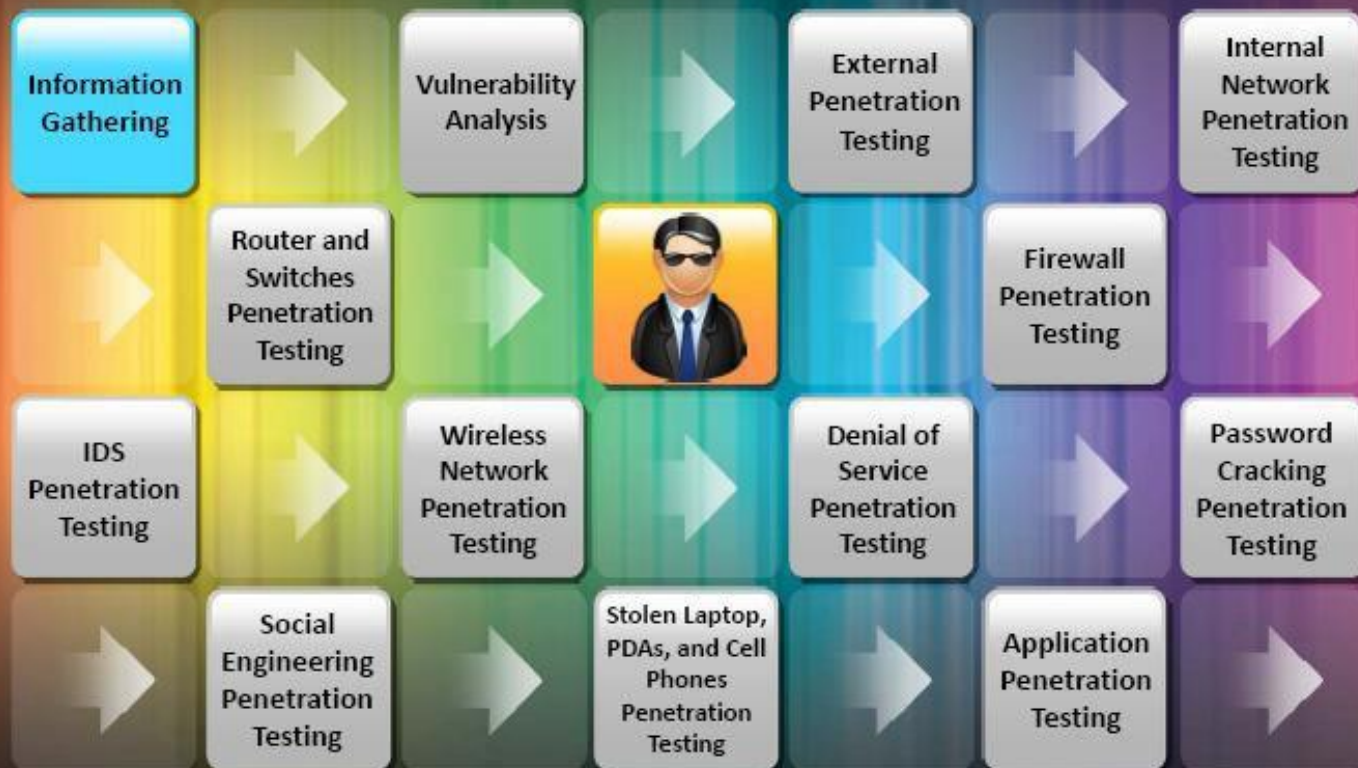 Information
Gathering
Vulnerability
Analysis
External
Penetration
Testing
Internal
Network
Penetration
Testing
Router and
Switches
Penetration
Testing
Firewall
Penetration
Testing
IDS
Penetration
Testing
Wireless
Network
Penetration
Testing
Denial of
Service
Penetration
Testing
Password
Cracking
Penetration
Testing
Social
Engineering
Penetration
Testing
Stolen Laptop,
PDAs, and Cell
Phones
Penetration
Testing
Application
Penetration
Testing